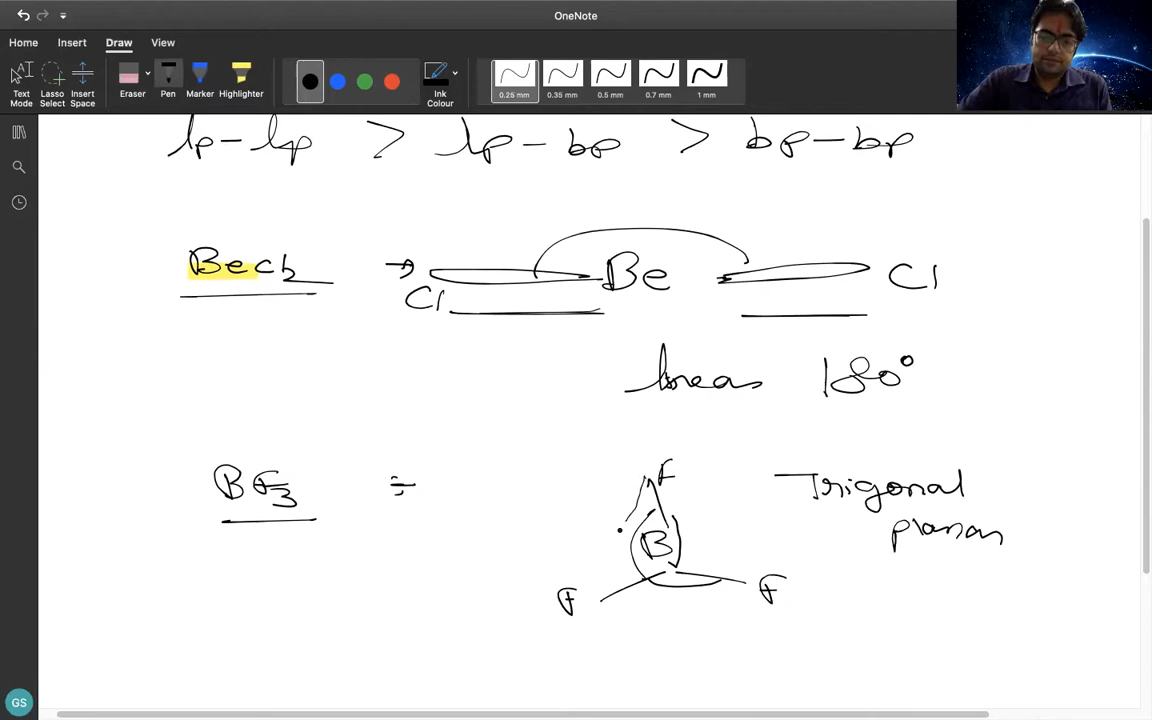 OneNote
Home Insert Draw View
Text Mode Lasso Select Insert Space Eraser Pen Marker Highlighter Ink Colour 0.25 mm 0.35 mm 0.5 mm 0.7 mm 1 mm
lp - lp > lp - bp > bp - bp
BeCl2 → Cl Be Cl
linear 180°
BF3 ÷ F B F F Trigonal planar
GS